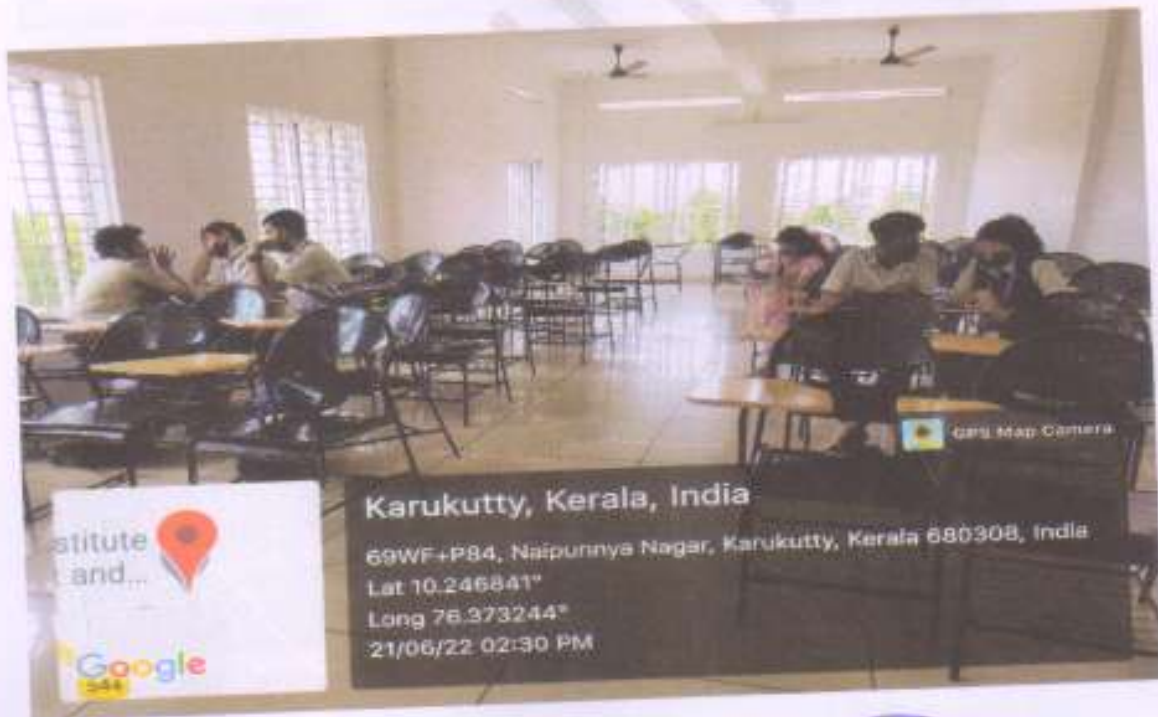 GPS Map Camera
stitute
and...
Google
544
Karukutty, Kerala, India
69WF+P84, Naipunnya Nagar, Karukutty, Kerala 680308, India
Lat 10.246841°
Long 76.373244°
21/06/22 02:30 PM